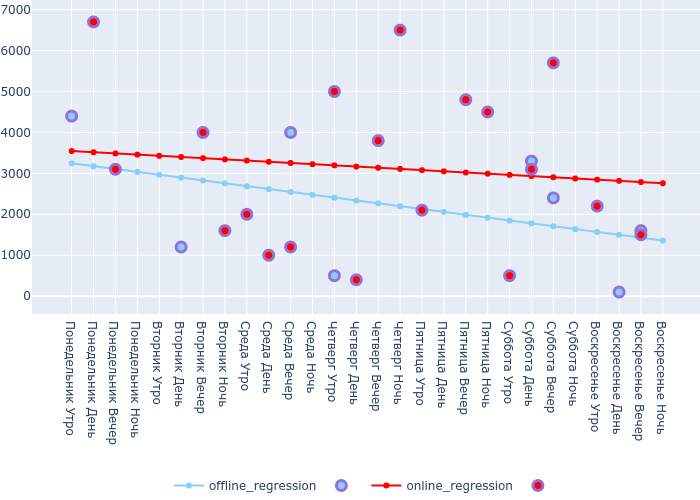 7000
6000
5000
4000
3000
2000
1000
0
Понедельник Утро
Понедельник День
Понедельник Вечер
Понедельник Ночь
Вторник Утро
Вторник День
Вторник Вечер
Вторник Ночь
Среда Утро
Среда День
Среда Вечер
Среда Ночь
Четверг Утро
Четверг День
Четверг Вечер
Четверг Ночь
Пятница Утро
Пятница День
Пятница Вечер
Пятница Ночь
Суббота Утро
Суббота День
Суббота Вечер
Суббота Ночь
Воскресенье Утро
Воскресенье День
Воскресенье Вечер
Воскресенье Ночь
offline_regression online_regression